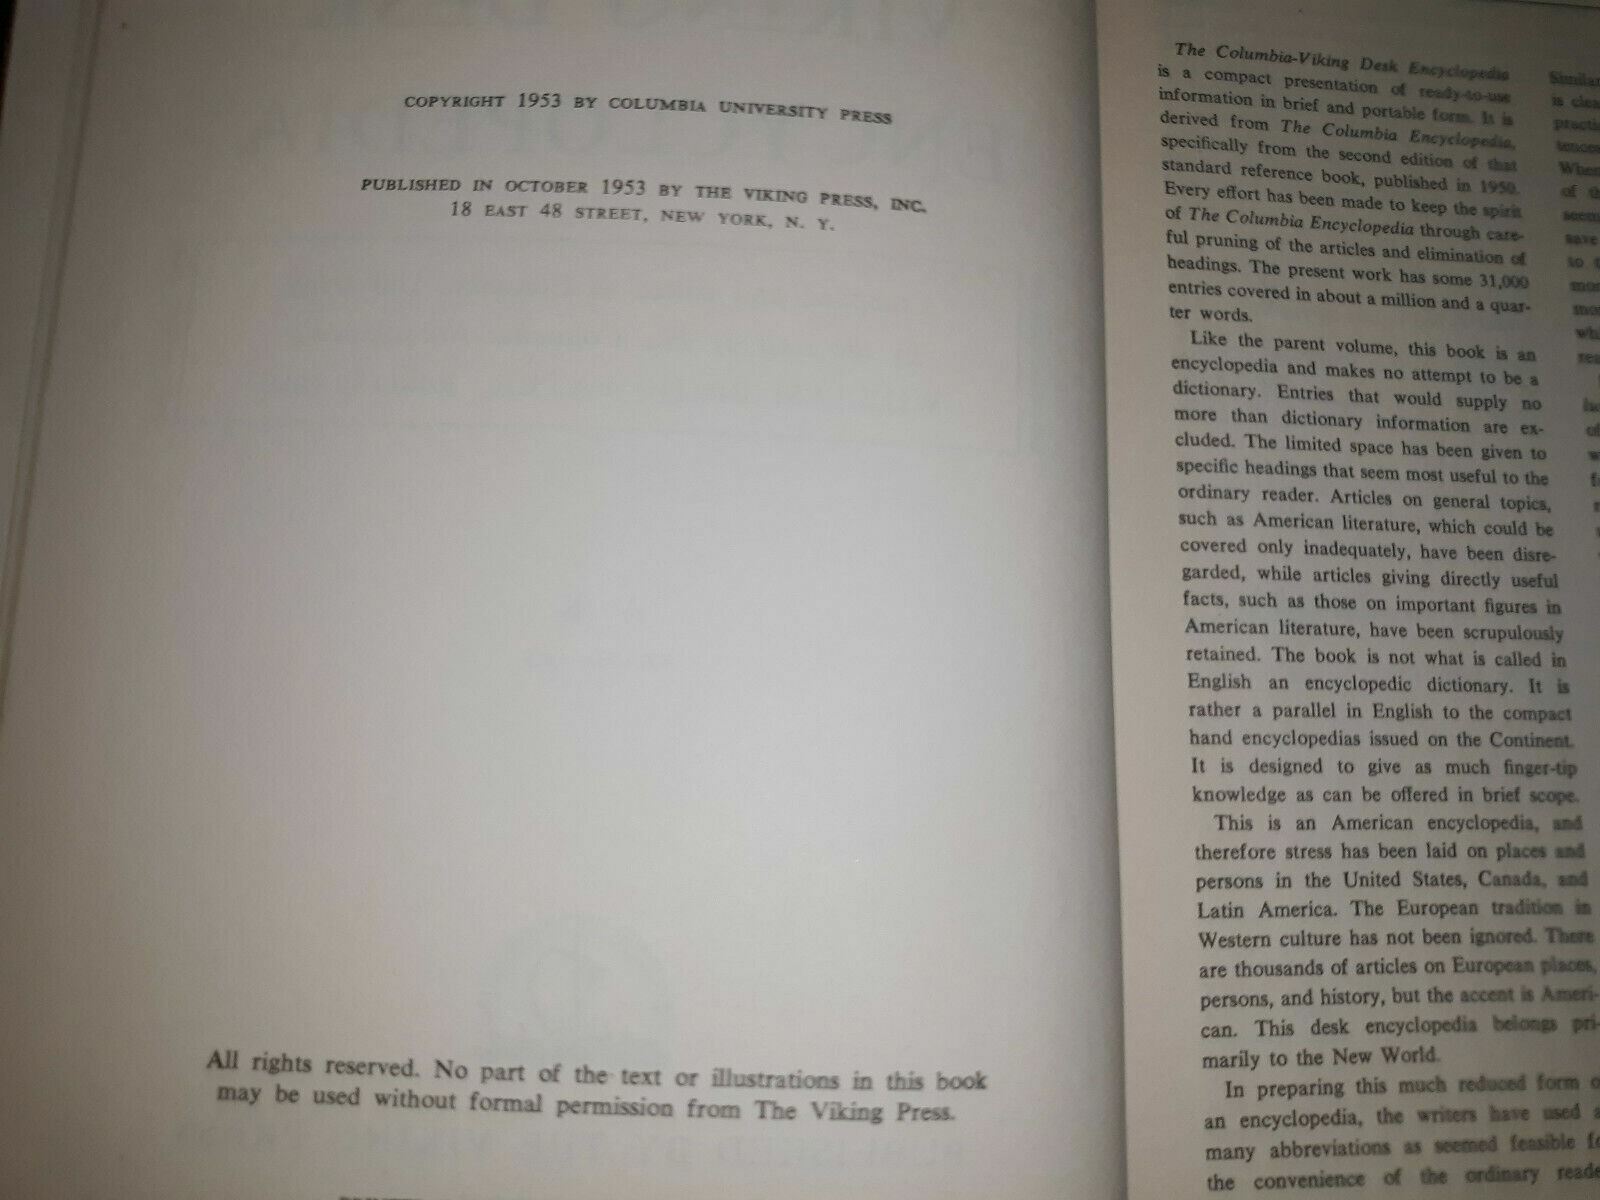 COPYRIGHT 1953 BY COLUMBIA UNIVERSITY PRESS
PUBLISHED IN OCTOBER 1953 BY THE VIKING PRESS, INC.
18 EAST 48 STREET, NEW YORK, N. Y.
All rights reserved. No part of the text or illustrations in this book
may be used without formal permission from The Viking Press.
The Columbia-Viking Desk Encyclopedia
is a compact presentation of ready-to-use
information in brief and portable form. It is
derived from The Columbia Encyclopedia,
specifically from the second edition of that
standard reference book, published in 1950.
Every effort has been made to keep the spirit
of The Columbia Encyclopedia through care-
ful pruning of the articles and elimination of
headings. The present work has some 31,000
entries covered in about a million and a quar-
ter words.
Like the parent volume, this book is an
encyclopedia and makes no attempt to be a
dictionary. Entries that would supply no
more than dictionary information are ex-
cluded. The limited space has been given to
specific headings that seem most useful to the
ordinary reader. Articles on general topics,
such as American literature, which could be
covered only inadequately, have been disre-
garded, while articles giving directly useful
facts, such as those on important figures in
American literature, have been scrupulously
retained. The book is not what is called in
English an encyclopedic dictionary. It is
rather a parallel in English to the compact
hand encyclopedias issued on the Continent.
It is designed to give as much finger-tip
knowledge as can be offered in brief scope.
This is an American encyclopedia, and
therefore stress has been laid on places and
persons in the United States, Canada, and
Latin America. The European tradition in
Western culture has not been ignored. There
are thousands of articles on European places,
persons, and history, but the accent is Ameri-
can. This desk encyclopedia belongs pri-
marily to the New World.
In preparing this much reduced form o
an encyclopedia, the writers have used a
many abbreviations as seemed feasible fo
the convenience of the ordinary reade